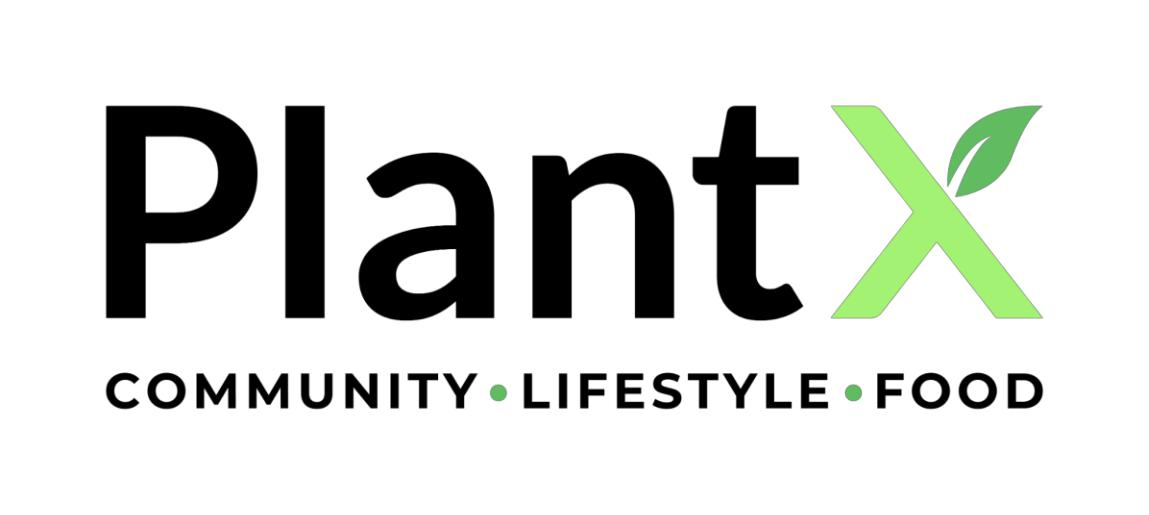 PlantX
COMMUNITY • LIFESTYLE • FOOD